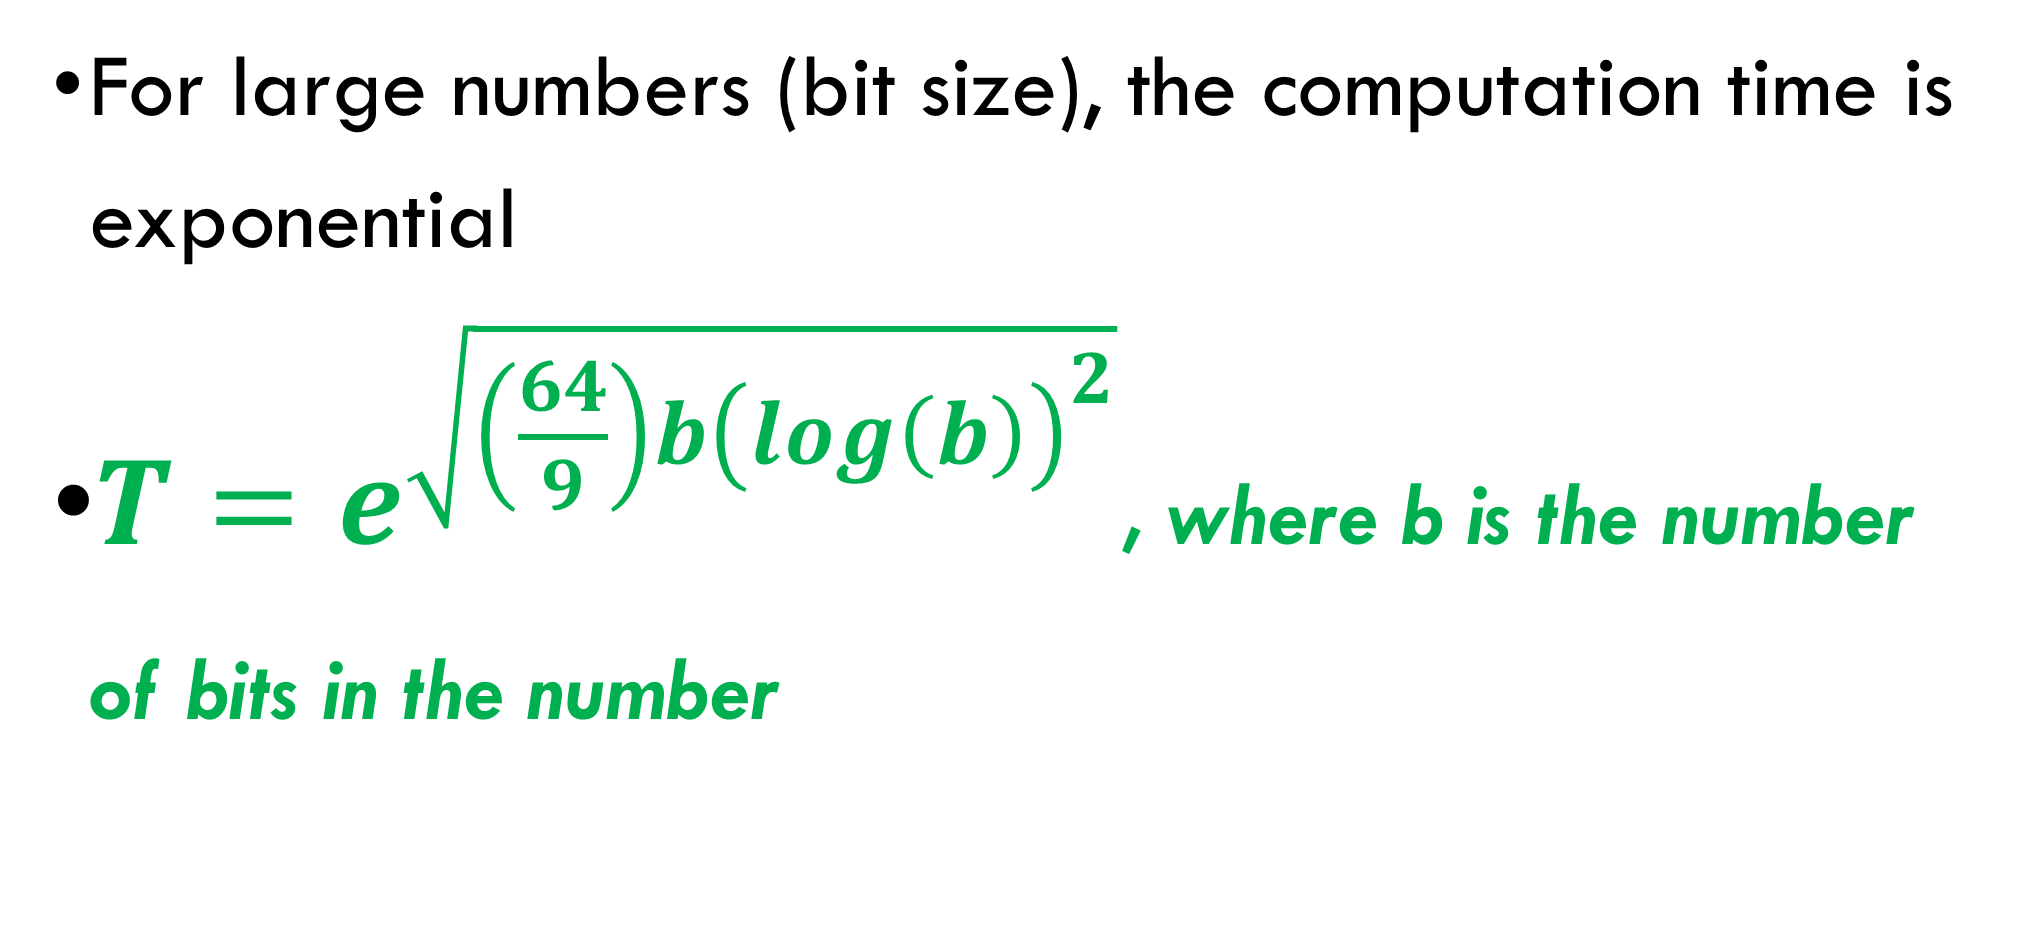 •For large numbers (bit size), the computation time is
exponential
•T = e^√((64/9)b(log(b))^2) , where b is the number
of bits in the number